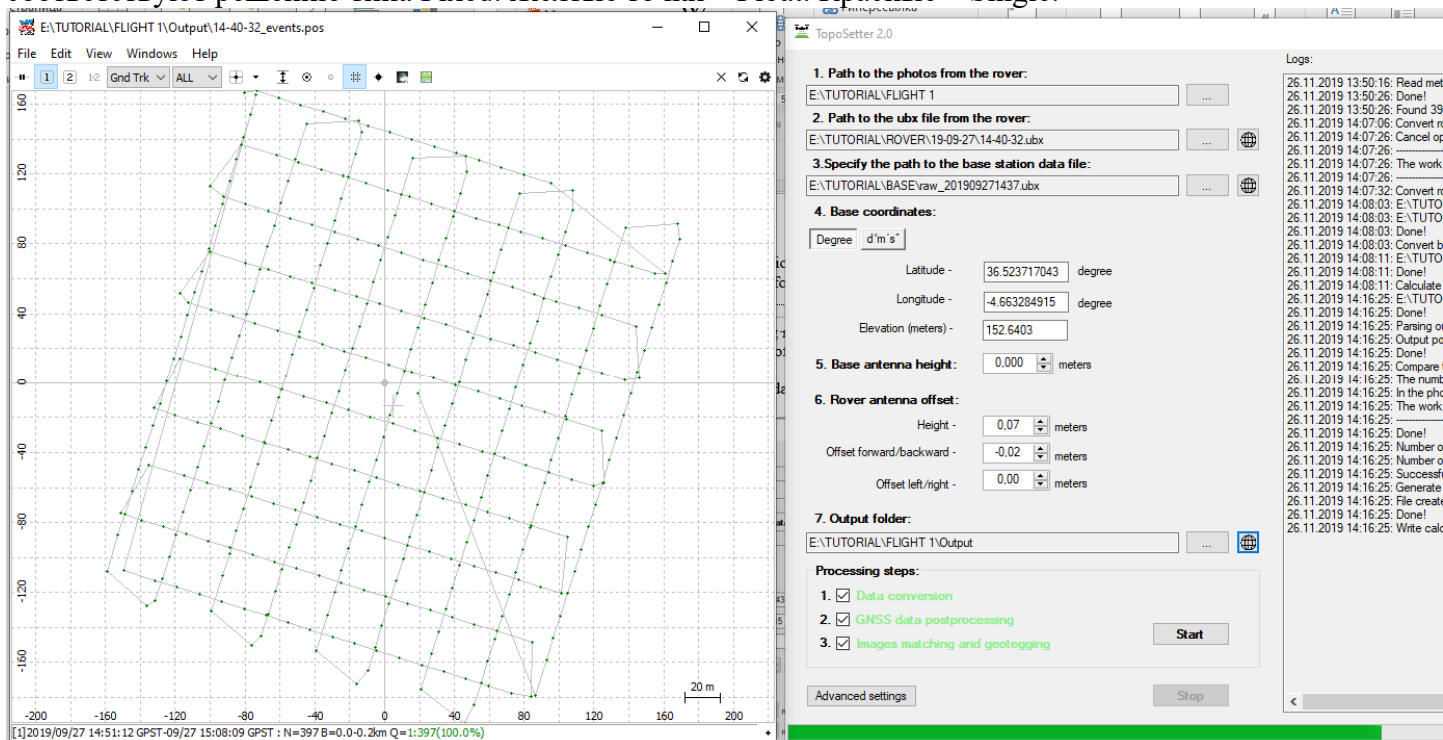 E:\TUTORIAL\FLIGHT 1\Output\14-40-32_events.pos
File Edit View Windows Help
1 2 1-2 Gnd Trk ALL
160
120
80
40
0
-40
-80
-120
-160
-200 -160 -120 -80 -40 0 40 80 120 160 200
20 m
[1]2019/09/27 14:51:12 GPST-09/27 15:08:09 GPST : N=397 B=0.0-0.2km Q=1:397(100.0%)
TopoSetter 2.0
1. Path to the photos from the rover:
E:\TUTORIAL\FLIGHT 1
...
2. Path to the ubx file from the rover:
E:\TUTORIAL\ROVER\19-09-27\14-40-32.ubx
...
3.Specify the path to the base station data file:
E:\TUTORIAL\BASE\raw_201909271437.ubx
...
4. Base coordinates:
Degree d°m's"
Latitude - 36.523717043 degree
Longitude - -4.663284915 degree
Elevation (meters) - 152.6403
5. Base antenna height: 0,000 meters
6. Rover antenna offset:
Height - 0,07 meters
Offset forward/backward - -0,02 meters
Offset left/right - 0,00 meters
7. Output folder:
E:\TUTORIAL\FLIGHT 1\Output
...
Processing steps:
1. Data conversion
2. GNSS data postprocessing
3. Images matching and geotegging
Start
Advanced settings
Stop
Logs:
26.11.2019 13:50:16: Read met
26.11.2019 13:50:26: Done!
26.11.2019 13:50:26: Found 39
26.11.2019 14:07:06: Convert ro
26.11.2019 14:07:26: Cancel op
26.11.2019 14:07:26: ----------------
26.11.2019 14:07:26: The work
26.11.2019 14:07:26: ----------------
26.11.2019 14:07:32: Convert ro
26.11.2019 14:08:03: E:\TUTO
26.11.2019 14:08:03: E:\TUTO
26.11.2019 14:08:03: Done!
26.11.2019 14:08:03: Convert b
26.11.2019 14:08:11: E:\TUTO
26.11.2019 14:08:11: Done!
26.11.2019 14:08:11: Calculate
26.11.2019 14:16:25: E:\TUTO
26.11.2019 14:16:25: Done!
26.11.2019 14:16:25: Parsing ou
26.11.2019 14:16:25: Output po
26.11.2019 14:16:25: Done!
26.11.2019 14:16:25: Compare
26.11.2019 14:16:25: The numb
26.11.2019 14:16:25: In the pho
26.11.2019 14:16:25: The work
26.11.2019 14:16:25: ----------------
26.11.2019 14:16:25: Done!
26.11.2019 14:16:25: Number o
26.11.2019 14:16:25: Number o
26.11.2019 14:16:25: Successfu
26.11.2019 14:16:25: Generate
26.11.2019 14:16:25: File create
26.11.2019 14:16:25: Done!
26.11.2019 14:16:25: Write calc